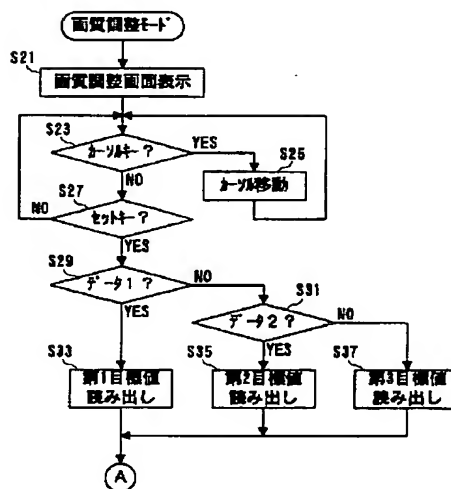 画質調整ﾓｰﾄﾞ
S21
画質調整画面表示
S23
ｶｰｿﾙｷｰ?
YES
S25
ｶｰｿﾙ移動
NO
S27
NO
ｾｯﾄｷｰ?
YES
S29
ﾃﾞｰﾀ1?
NO
S31
YES
ﾃﾞｰﾀ2?
NO
YES
S33
第1目標値
読み出し
S35
第2目標値
読み出し
S37
第3目標値
読み出し
A